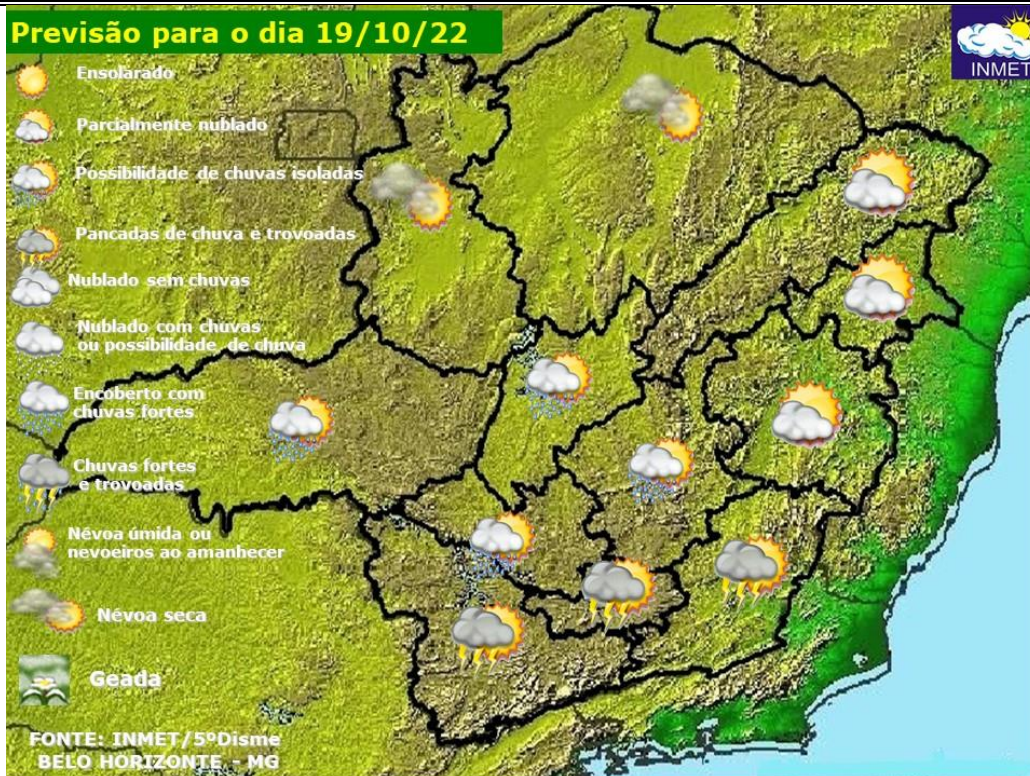 Previsão para o dia 19/10/22
INMET
Ensolarado
Parcialmente nublado
Possibilidade de chuvas isoladas
Pancadas de chuva e trovoadas
Nublado sem chuvas
Nublado com chuvas
ou possibilidade de chuva
Encoberto com
chuvas fortes
Chuvas fortes
e trovoadas
Névoa úmida ou
nevoeiros ao amanhecer
Névoa seca
Geada
FONTE: INMET/5ºDisme
BELO HORIZONTE - MG